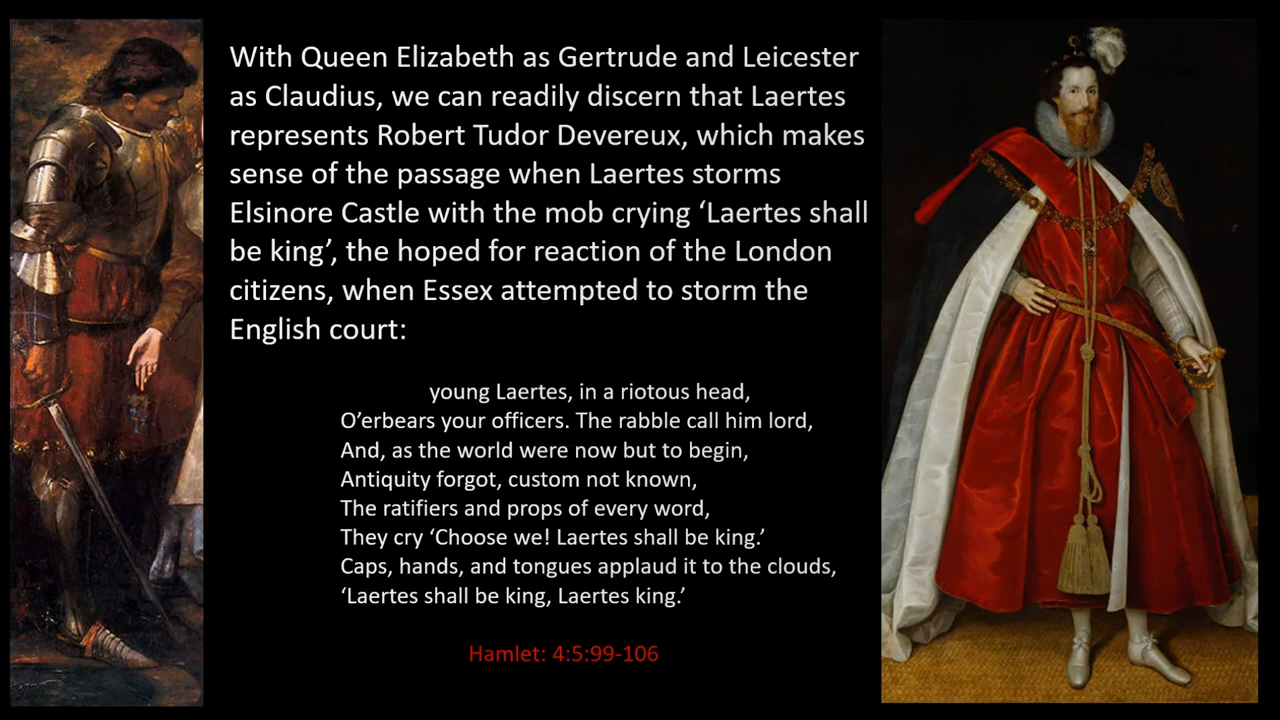 With Queen Elizabeth as Gertrude and Leicester
as Claudius, we can readily discern that Laertes
represents Robert Tudor Devereux, which makes
sense of the passage when Laertes storms
Elsinore Castle with the mob crying ‘Laertes shall
be king’, the hoped for reaction of the London
citizens, when Essex attempted to storm the
English court:
young Laertes, in a riotous head,
O’erbears your officers. The rabble call him lord,
And, as the world were now but to begin,
Antiquity forgot, custom not known,
The ratifiers and props of every word,
They cry ‘Choose we! Laertes shall be king.’
Caps, hands, and tongues applaud it to the clouds,
‘Laertes shall be king, Laertes king.’
Hamlet: 4:5:99-106